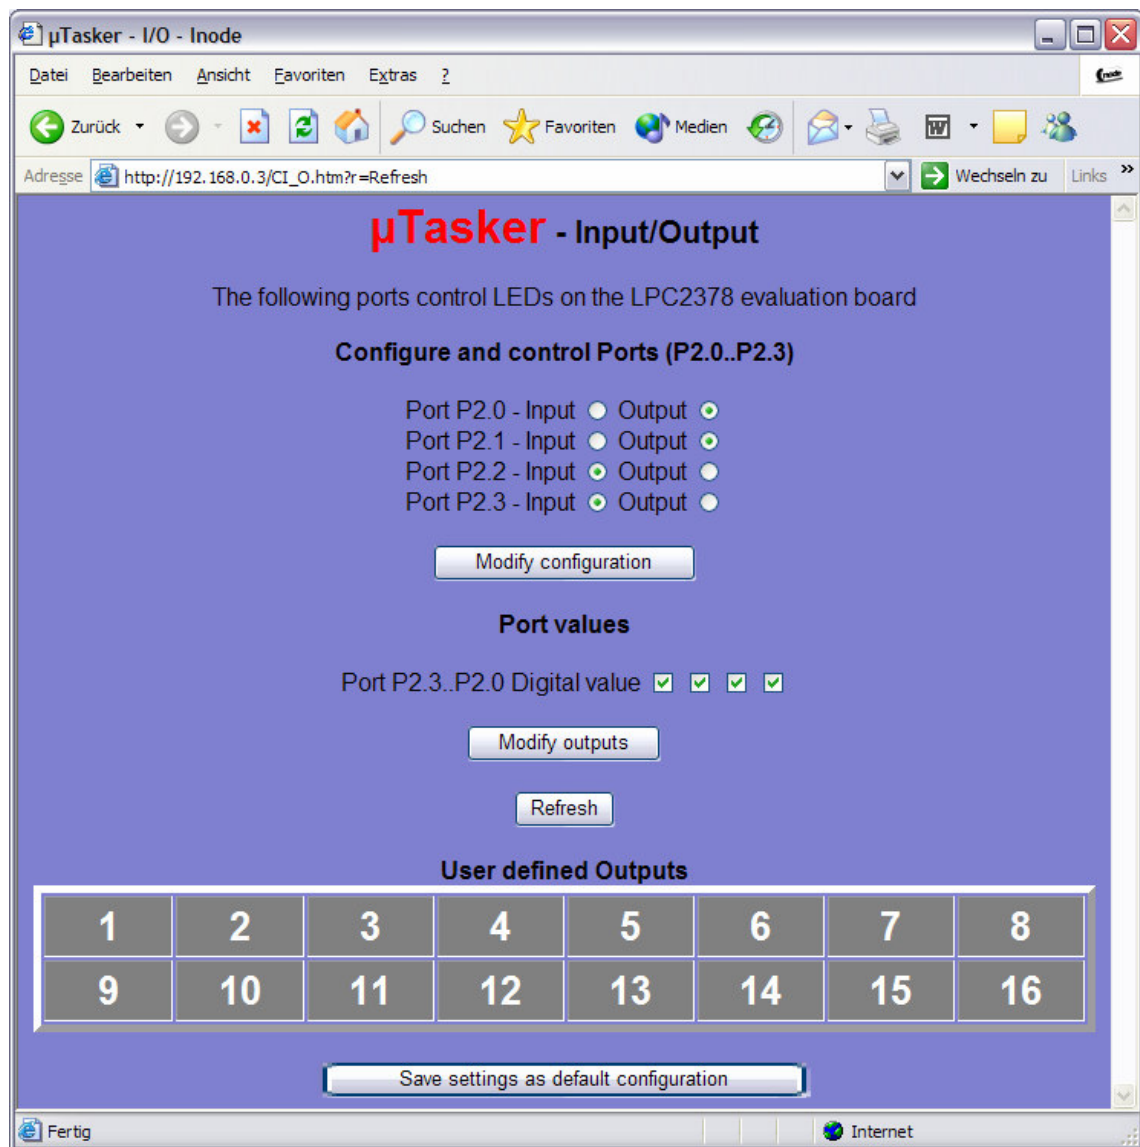 µTasker - I/O - Inode
Datei Bearbeiten Ansicht Favoriten Extras ?
Zurück Suchen Favoriten Medien
Adresse http://192.168.0.3/CI_O.htm?r=Refresh Wechseln zu Links »
µTasker - Input/Output
The following ports control LEDs on the LPC2378 evaluation board
Configure and control Ports (P2.0..P2.3)
Port P2.0 - Input Output
Port P2.1 - Input Output
Port P2.2 - Input Output
Port P2.3 - Input Output
Modify configuration
Port values
Port P2.3..P2.0 Digital value
Modify outputs
Refresh
User defined Outputs
1 2 3 4 5 6 7 8
9 10 11 12 13 14 15 16
Save settings as default configuration
Fertig Internet